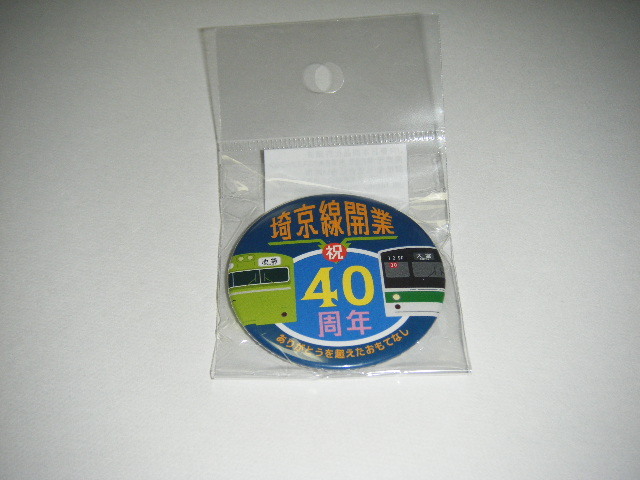 埼京線開業
祝
40
周年
ありがとうを超えたおもてなし